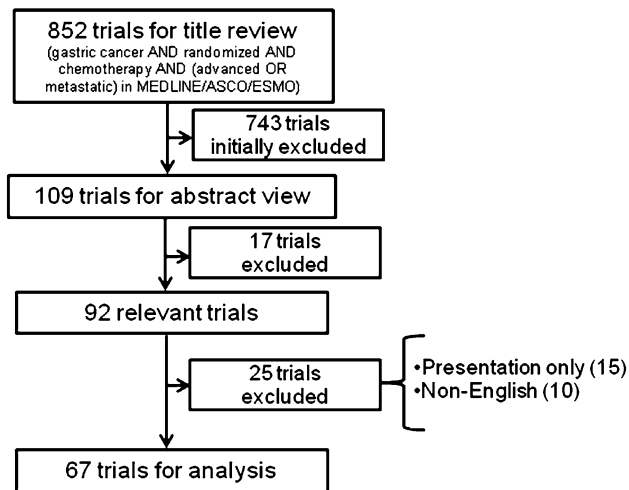 852 trials for title review
(gastric cancer AND randomized AND
chemotherapy AND (advanced OR
metastatic) in MEDLINE/ASCO/ESMO)
743 trials
initially excluded
109 trials for abstract view
17 trials
excluded
92 relevant trials
25 trials
excluded
•Presentation only (15)
•Non-English (10)
67 trials for analysis